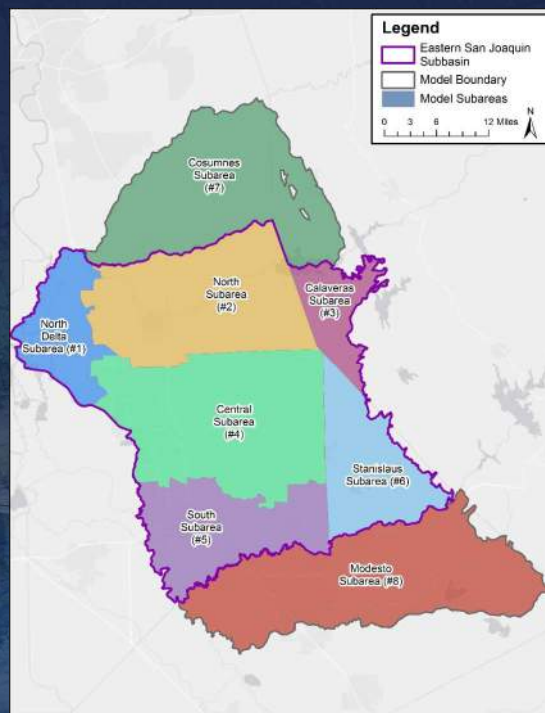 Legend
Eastern San Joaquin
Subbasin
Model Boundary
Model Subareas
N
0 3 6 12 Miles
Cosumnes
Subarea
(#7)
North
Subarea
(#2)
Calaveras
Subarea
(#3)
North
Delta
Subarea (#1)
Central
Subarea
(#4)
Stanislaus
Subarea (#6)
South
Subarea
(#5)
Modesto
Subarea (#8)